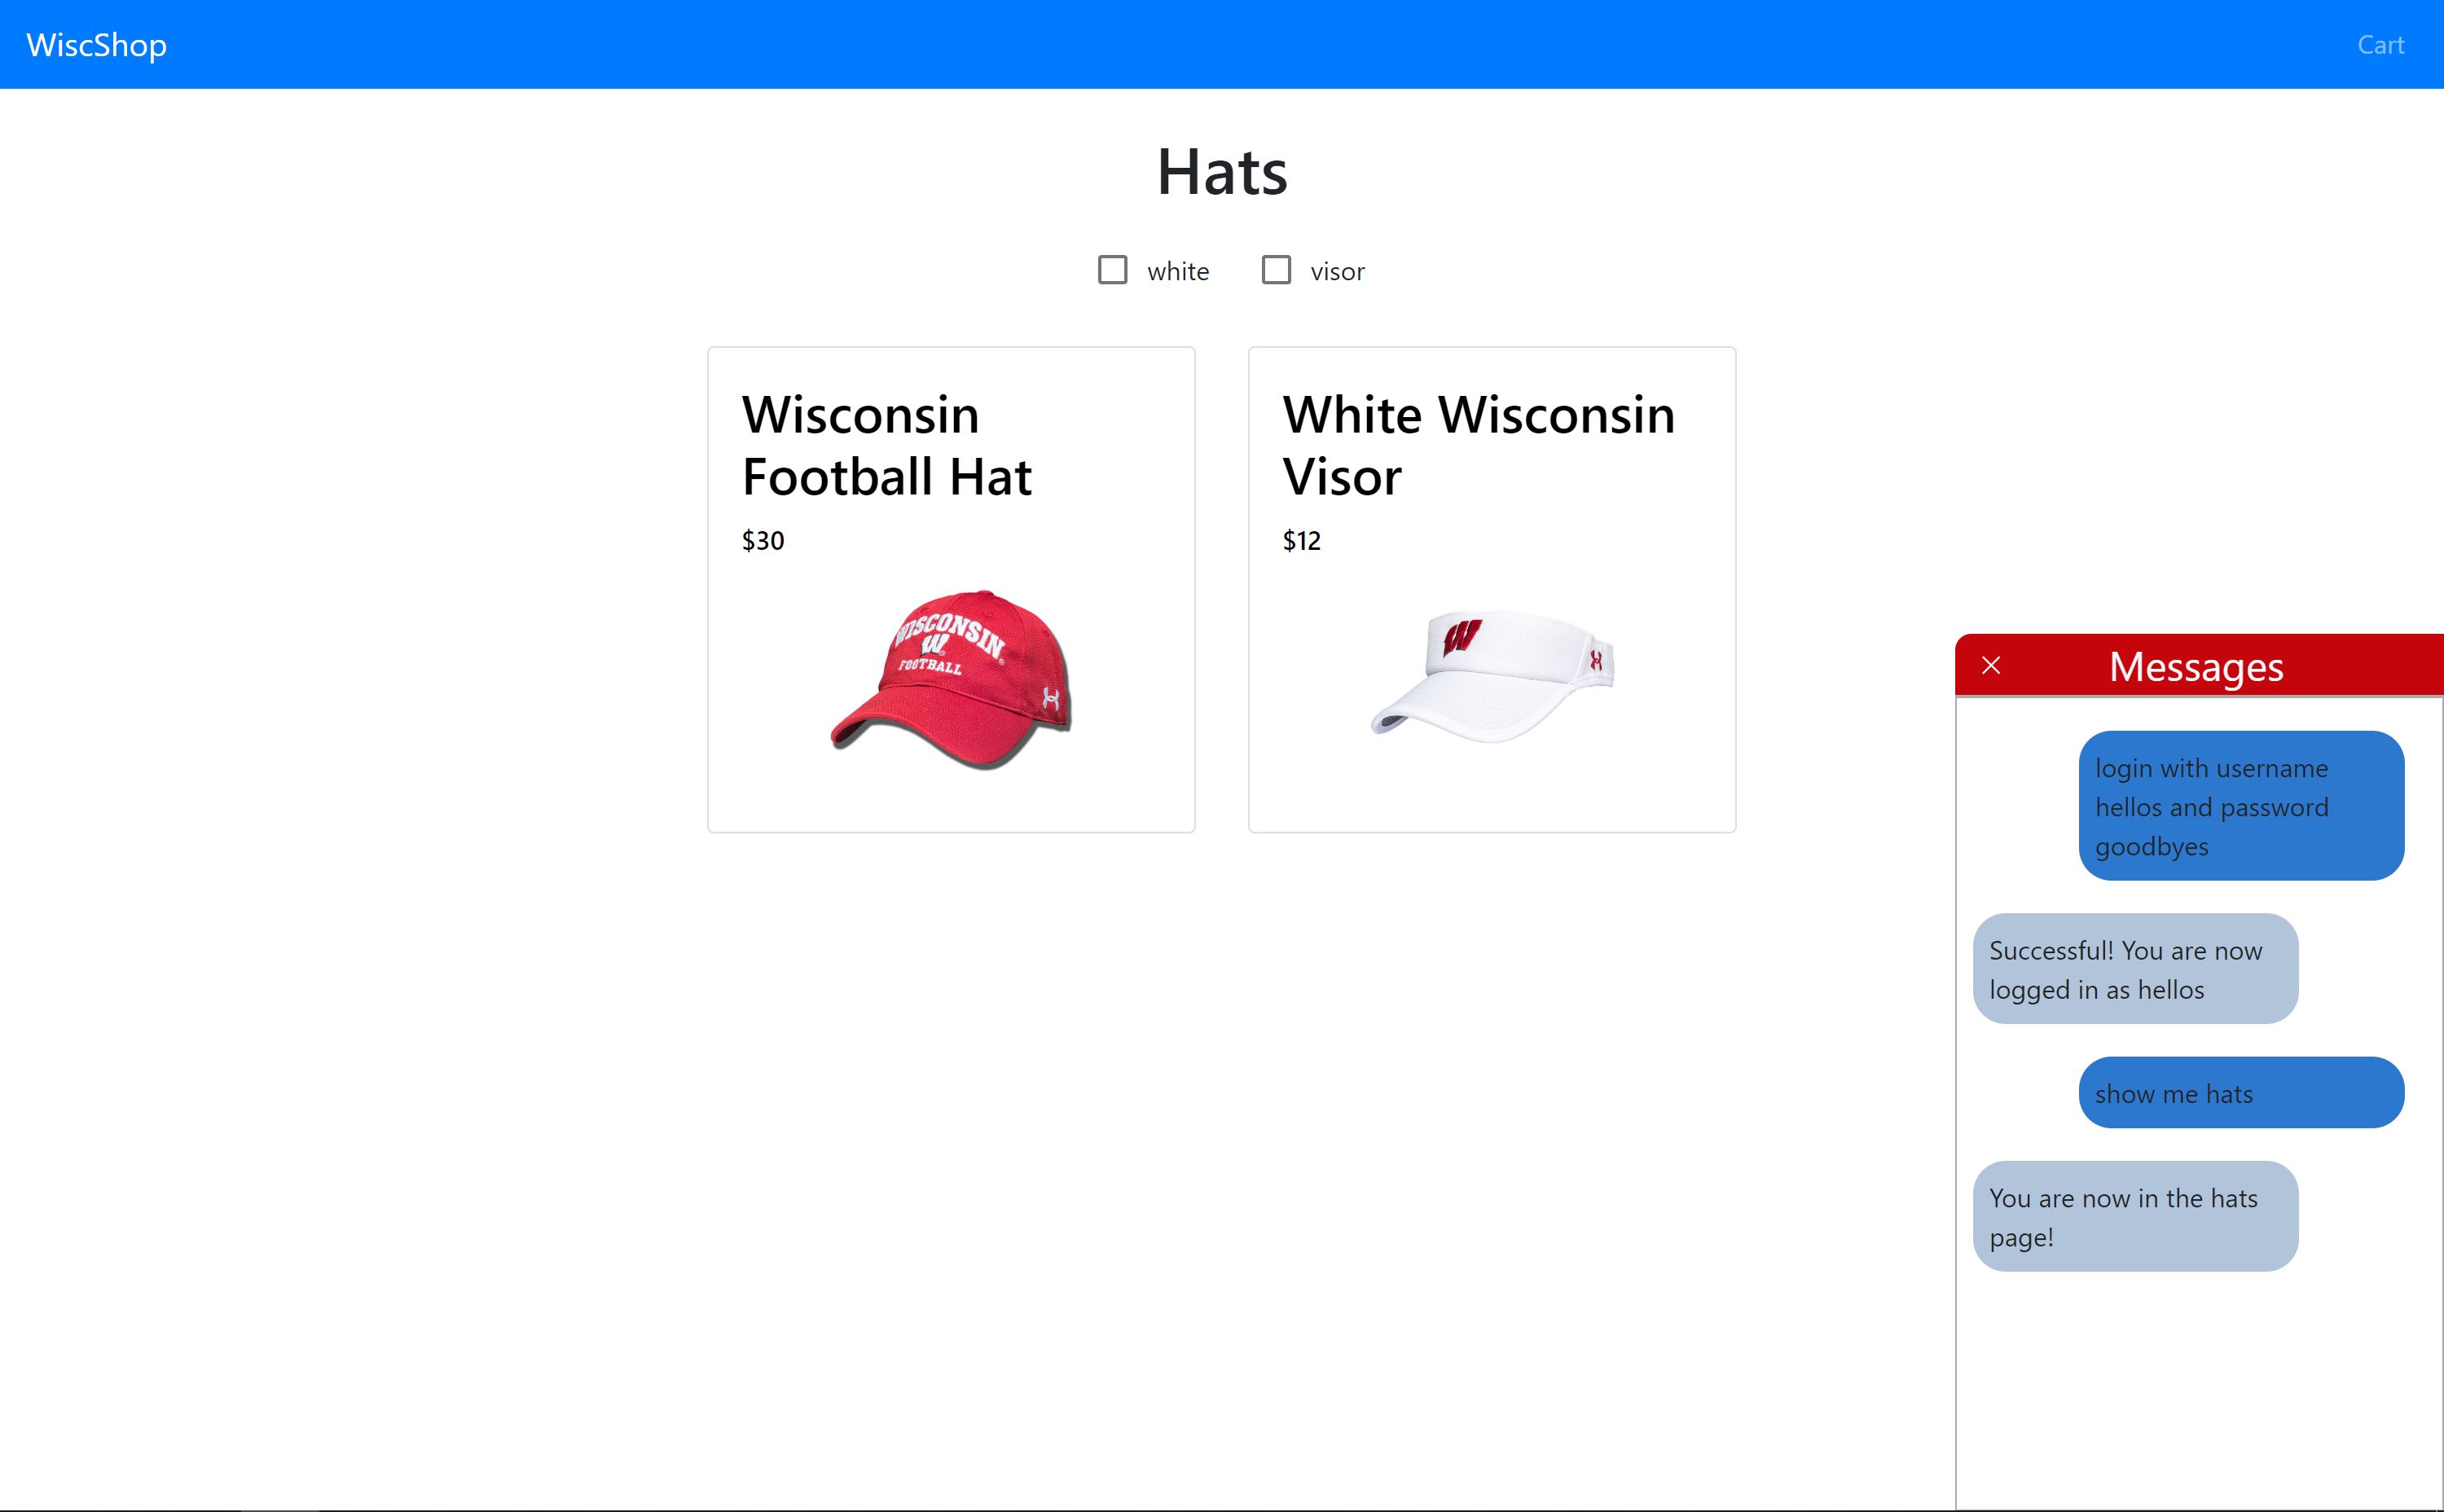 WiscShop
Cart
Hats
white
visor
Wisconsin
Football Hat
$30
WISCONSIN
W
FOOTBALL
White Wisconsin
Visor
$12
W
Messages
login with username
hellos and password
goodbyes
Successful! You are now
logged in as hellos
show me hats
You are now in the hats
page!